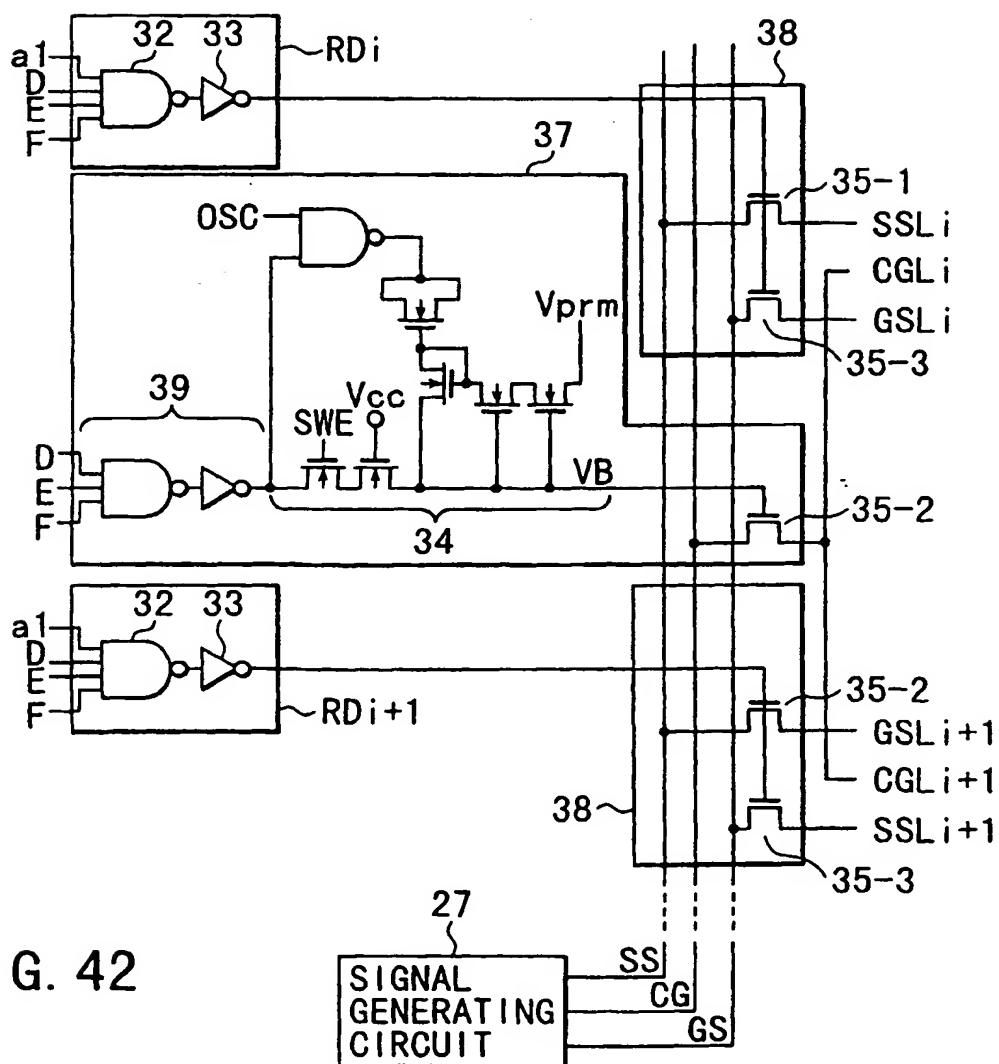 32
33
RDi
38
a1
D
E
F
37
35-1
OSC
SSLi
CGLi
Vprm
GSLi
35-3
39
Vcc
SWE
D
E
F
VB
34
35-2
32
33
a1
D
E
F
35-2
RDi+1
GSLi+1
CGLi+1
38
SSLi+1
35-3
27
G. 42
SIGNAL
GENERATING
CIRCUIT
SS
CG
GS